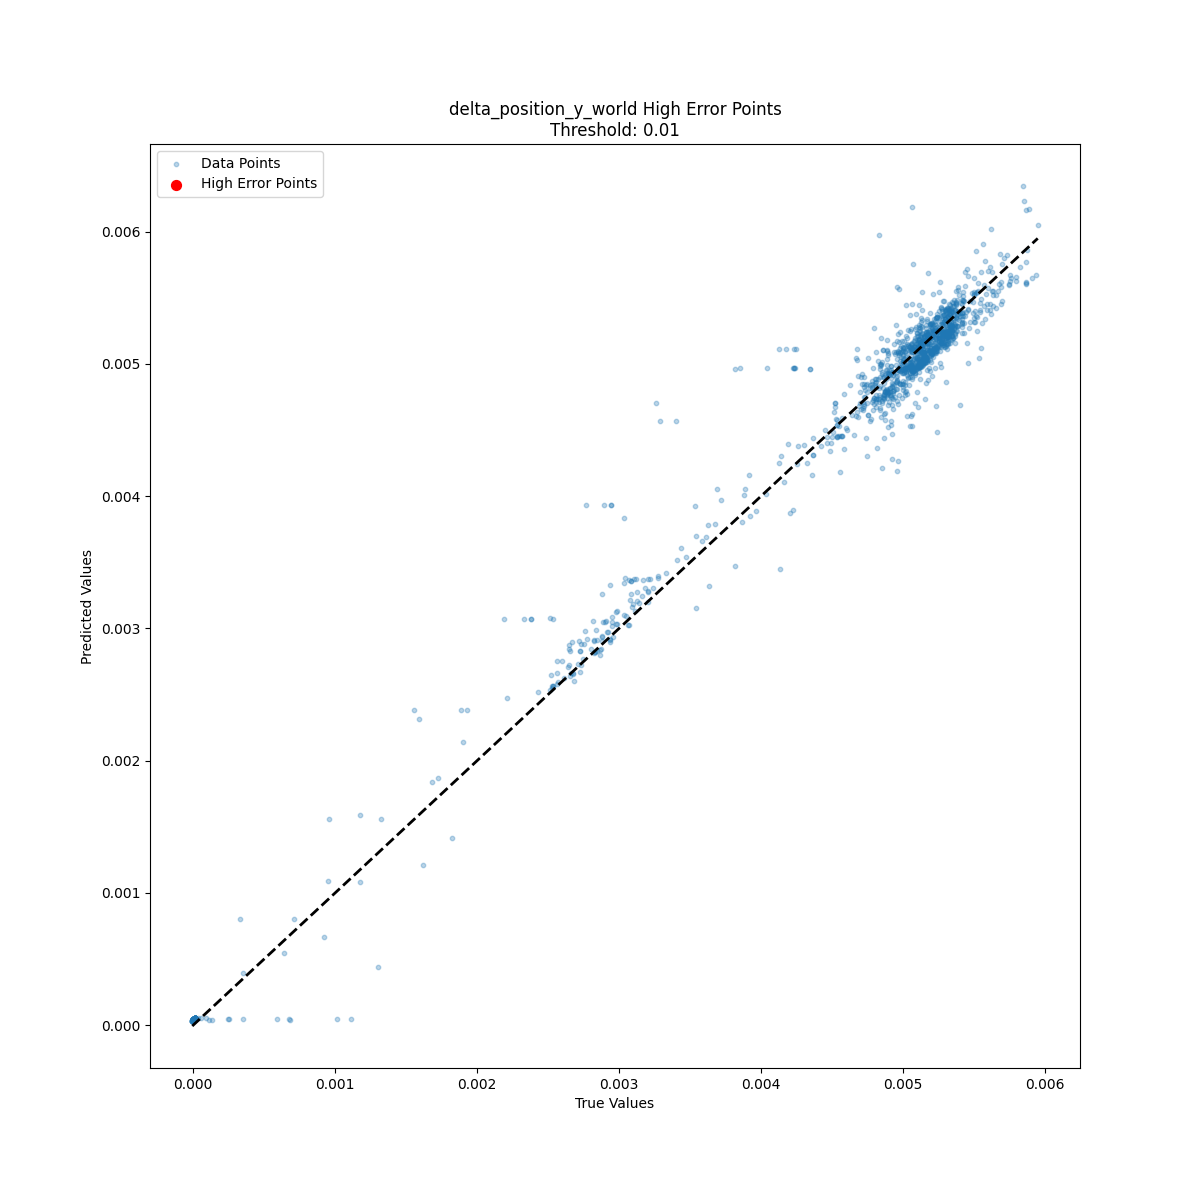 delta_position_y_world High Error Points
Threshold: 0.01
Data Points
High Error Points
0.006
0.005
0.004
0.003
0.002
0.001
0.000
Predicted Values
0.000 0.001 0.002 0.003 0.004 0.005 0.006
True Values